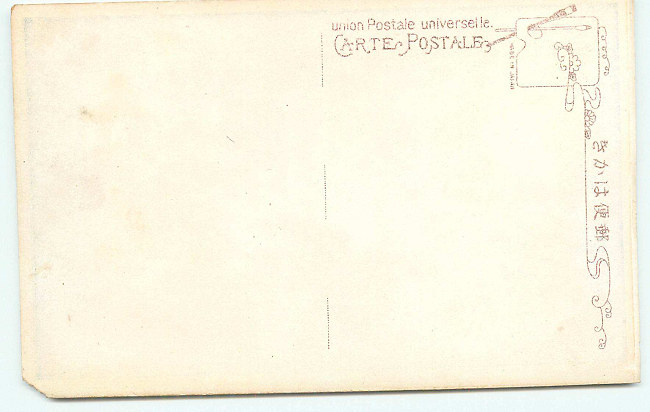 union Postale universelle.
CARTE POSTALE
きかは便郵